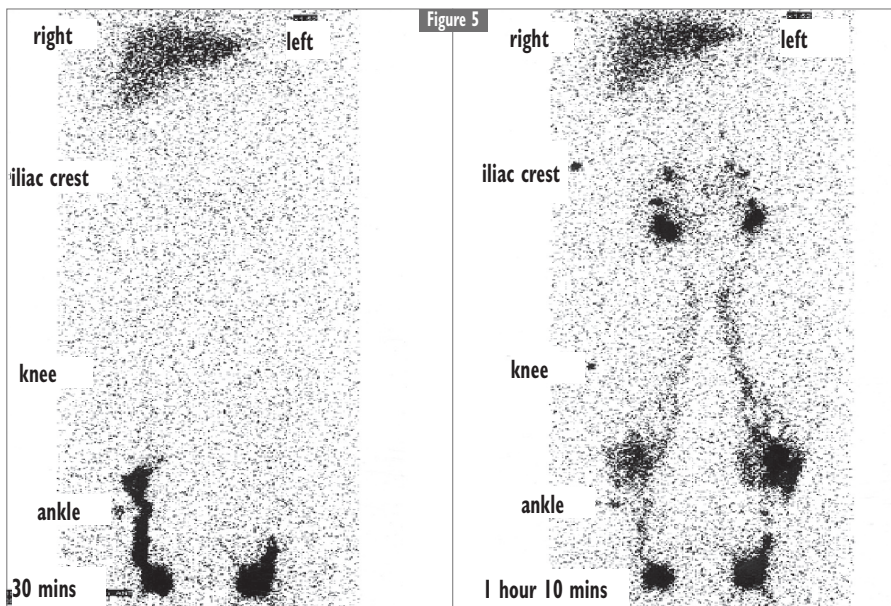 Figure 5
right
left
iliac crest
knee
ankle
30 mins
right
left
iliac crest
knee
ankle
1 hour 10 mins